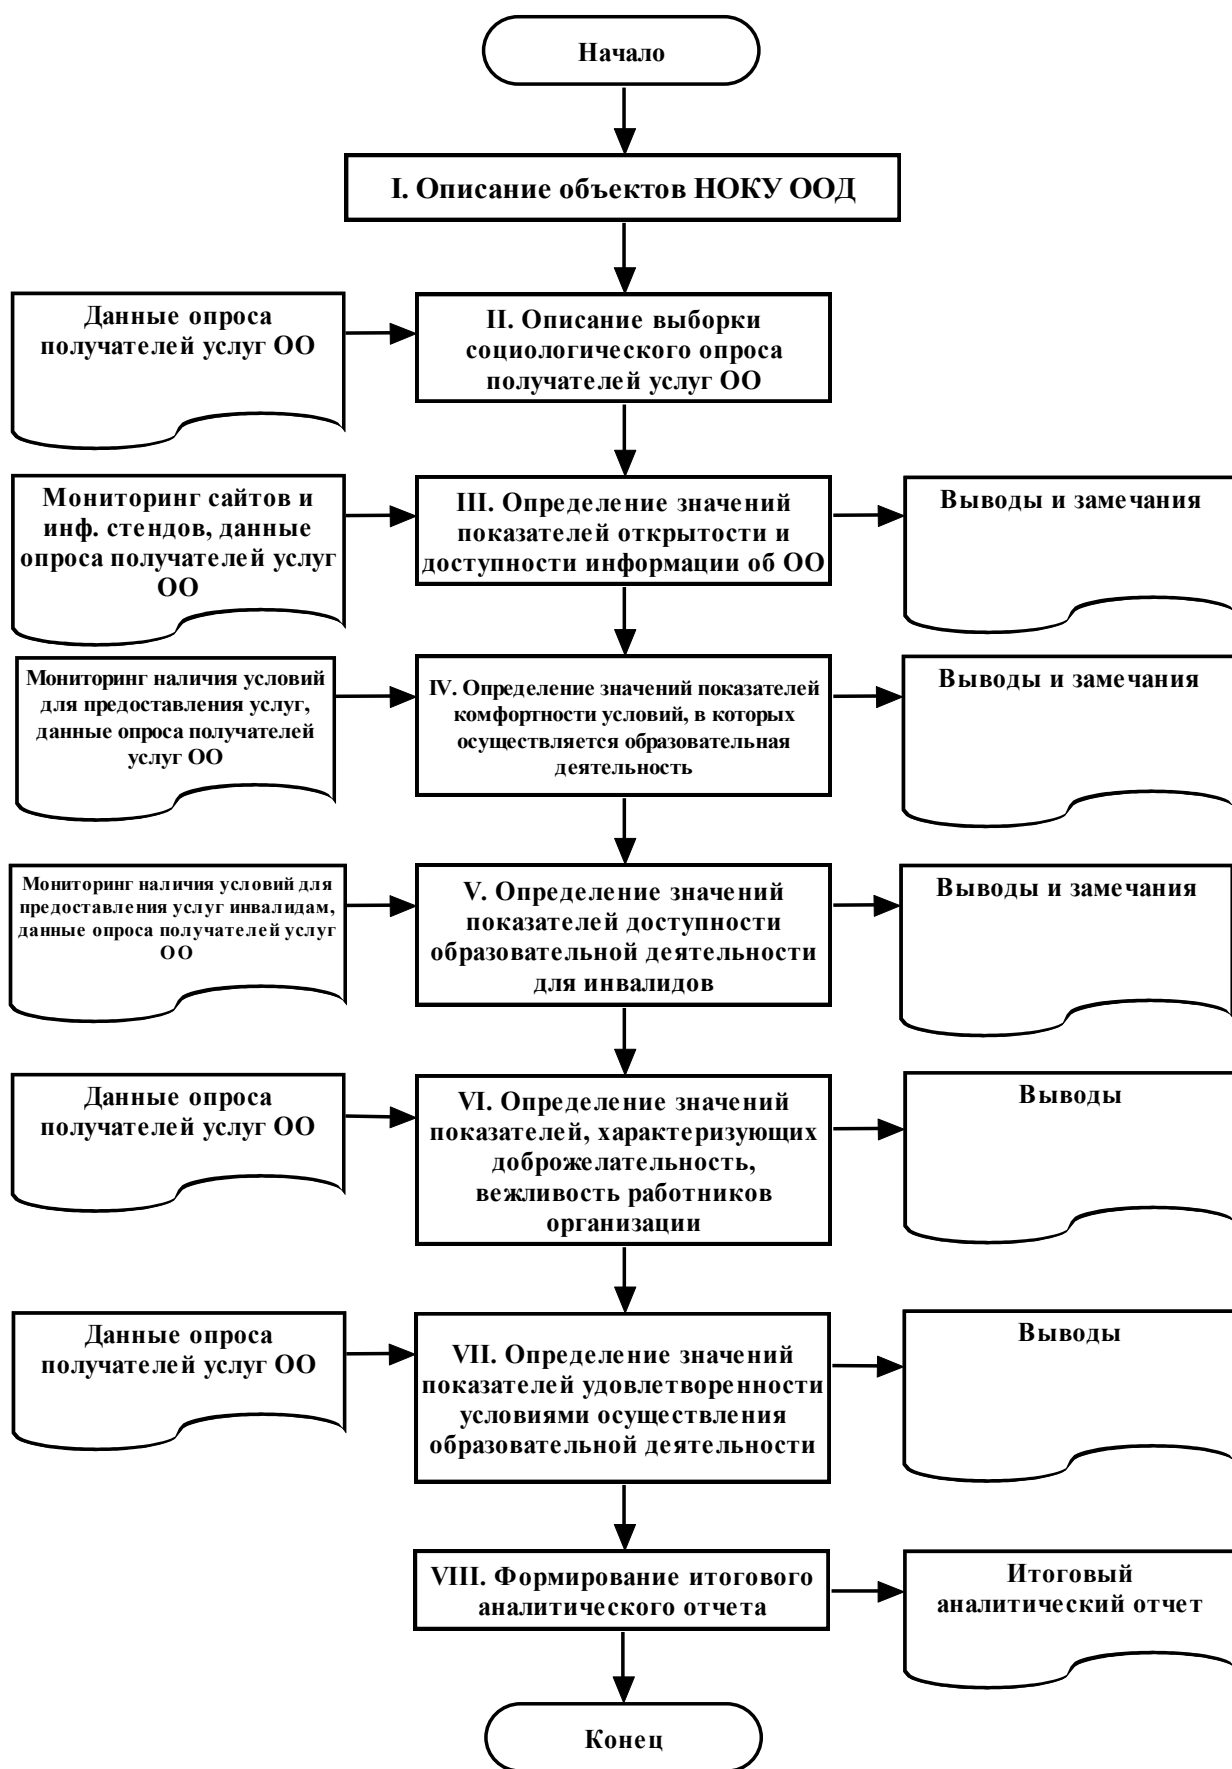 Начало
I. Описание объектов НОКУ ООД
Данные опроса
получателей услуг ОО
II. Описание выборки
социологического опроса
получателей услуг ОО
Мониторинг сайтов и
инф. стендов, данные
опроса получателей услуг
ОО
III. Определение значений
показателей открытости и
доступности информации об ОО
Выводы и замечания
Мониторинг наличия условий
для предоставления услуг,
данные опроса получателей
услуг ОО
IV. Определение значений показателей
комфортности условий, в которых
осуществляется образовательная
деятельность
Выводы и замечания
Мониторинг наличия условий для
предоставления услуг инвалидам,
данные опроса получателей услуг
ОО
V. Определение значений
показателей доступности
образовательной деятельности
для инвалидов
Выводы и замечания
Данные опроса
получателей услуг ОО
VI. Определение значений
показателей, характеризующих
доброжелательность,
вежливость работников
организации
Выводы
Данные опроса
получателей услуг ОО
VII. Определение значений
показателей удовлетворенности
условиями осуществления
образовательной деятельности
Выводы
VIII. Формирование итогового
аналитического отчета
Итоговый
аналитический отчет
Конец